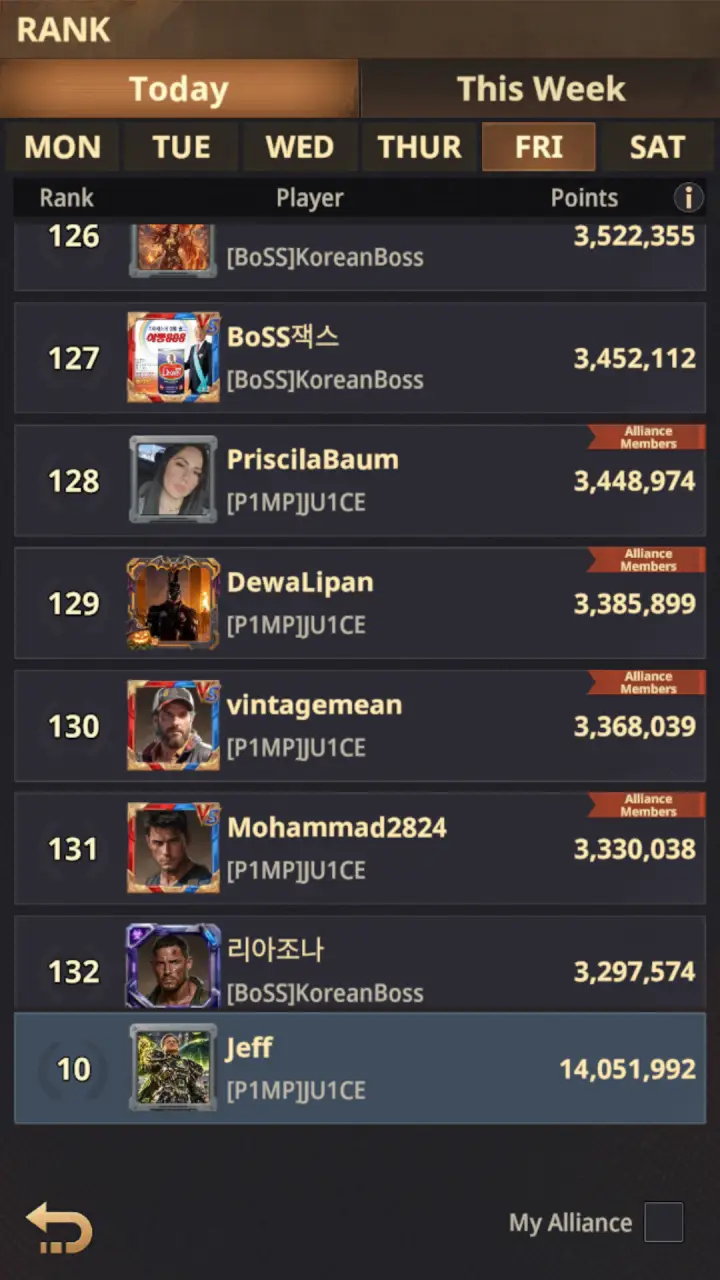 RANK
Today
This Week
MON
TUE
WED
THUR
FRI
SAT
Rank
Player
Points
126
[BoSS]KoreanBoss
3,522,355
127
BoSS잭스
[BoSS]KoreanBoss
3,452,112
Alliance
Members
128
PriscilaBaum
[P1MP]JU1CE
3,448,974
Alliance
Members
129
DewaLipan
[P1MP]JU1CE
3,385,899
Alliance
Members
130
vintagemean
[P1MP]JU1CE
3,368,039
Alliance
Members
131
Mohammad2824
[P1MP]JU1CE
3,330,038
132
리아조나
[BoSS]KoreanBoss
3,297,574
10
Jeff
[P1MP]JU1CE
14,051,992
My Alliance